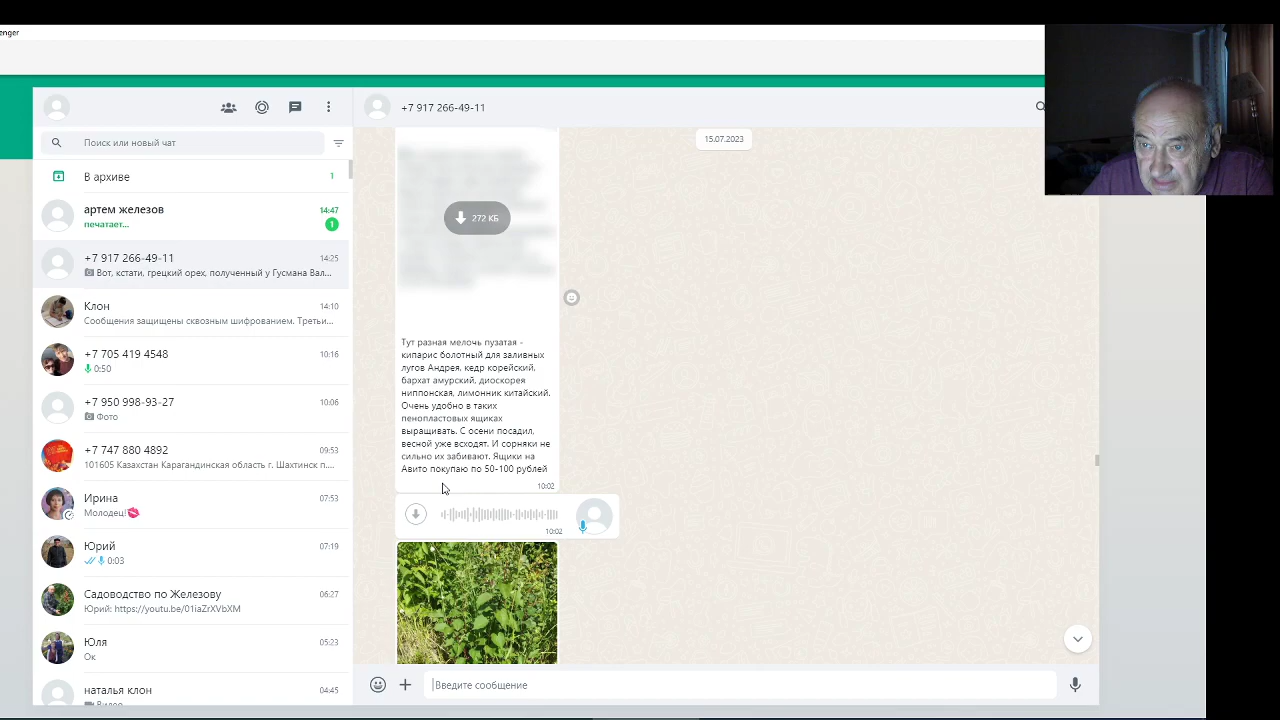 enger
+7 917 266-49-11
15.07.2023
Поиск или новый чат
В архиве
1
артем железов
14:47
печатает...
1
+7 917 266-49-11
14:25
Вот, кстати, грецкий орех, полученный у Гусмана Вал...
Клон
14:10
Сообщения защищены сквозным шифрованием. Третьи...
+7 705 419 4548
10:16
0:50
+7 950 998-93-27
10:06
Фото
+7 747 880 4892
09:53
101605 Казахстан Карагандинская область г. Шахтинск п....
Ирина
07:53
Молодец!💋
Юрий
07:19
0:03
Садоводство по Железову
06:27
Юрий: https://youtu.be/01iaZrXVbXM
Юля
05:23
Ок
наталья клон
04:45
Видео
272 КБ
Тут разная мелочь пузатая -
кипарис болотный для заливных
лугов Андрея. кедр корейский.
бархат амурский, диоскорея
ниппонская, лимонник китайский.
Очень удобно в таких
пенопластовых ящиках
выращивать. С осени посадил,
весной уже всходят. И сорняки не
сильно их забивают. Ящики на
Авито покупаю по 50-100 рублей
10:02
10:02
Введите сообщение